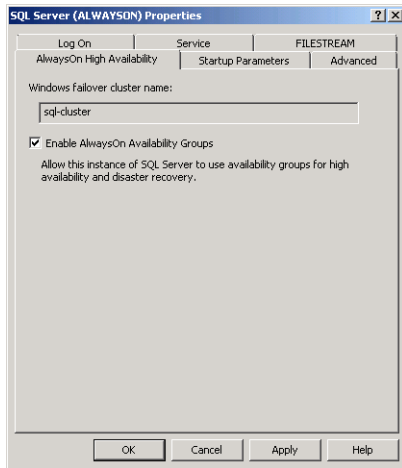 SQL Server (ALWAYSON) Properties
Log On Service FILESTREAM
AlwaysOn High Availability Startup Parameters Advanced
Windows failover cluster name:
sql-cluster
Enable AlwaysOn Availability Groups
Allow this instance of SQL Server to use availability groups for high
availability and disaster recovery.
OK Cancel Apply Help